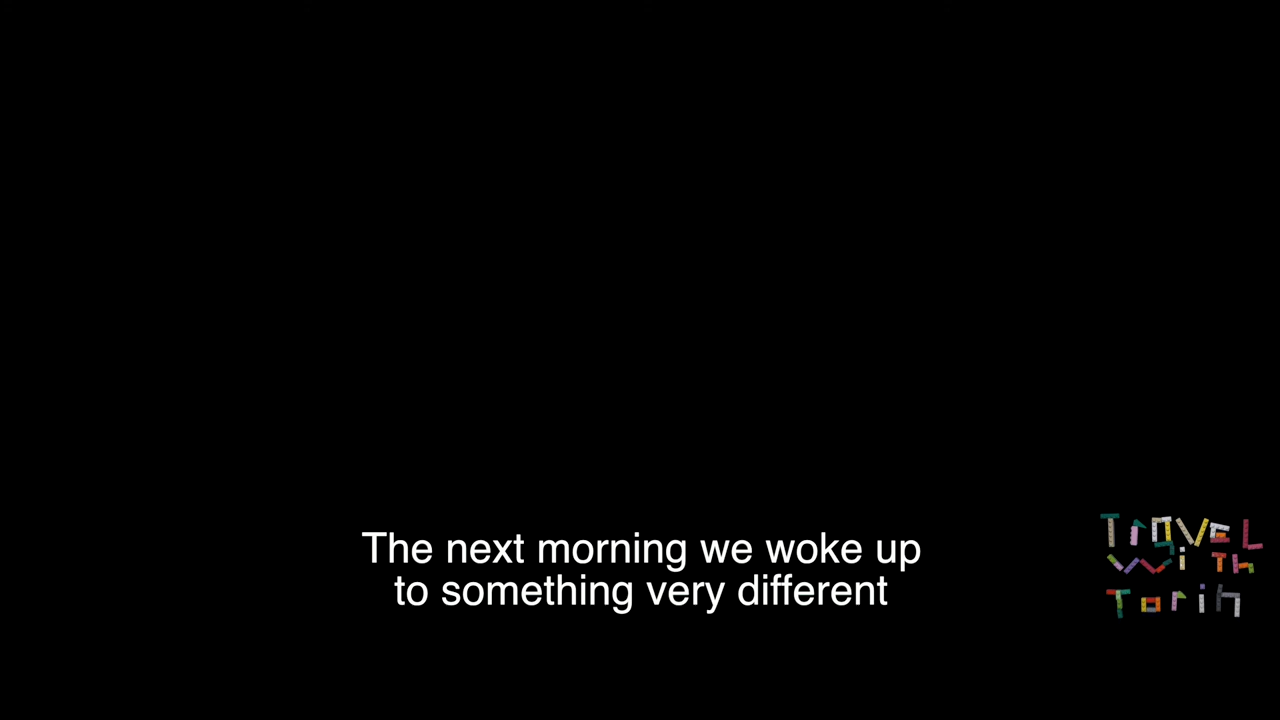 The next morning we woke up
to something very different
Travel
with
Torin